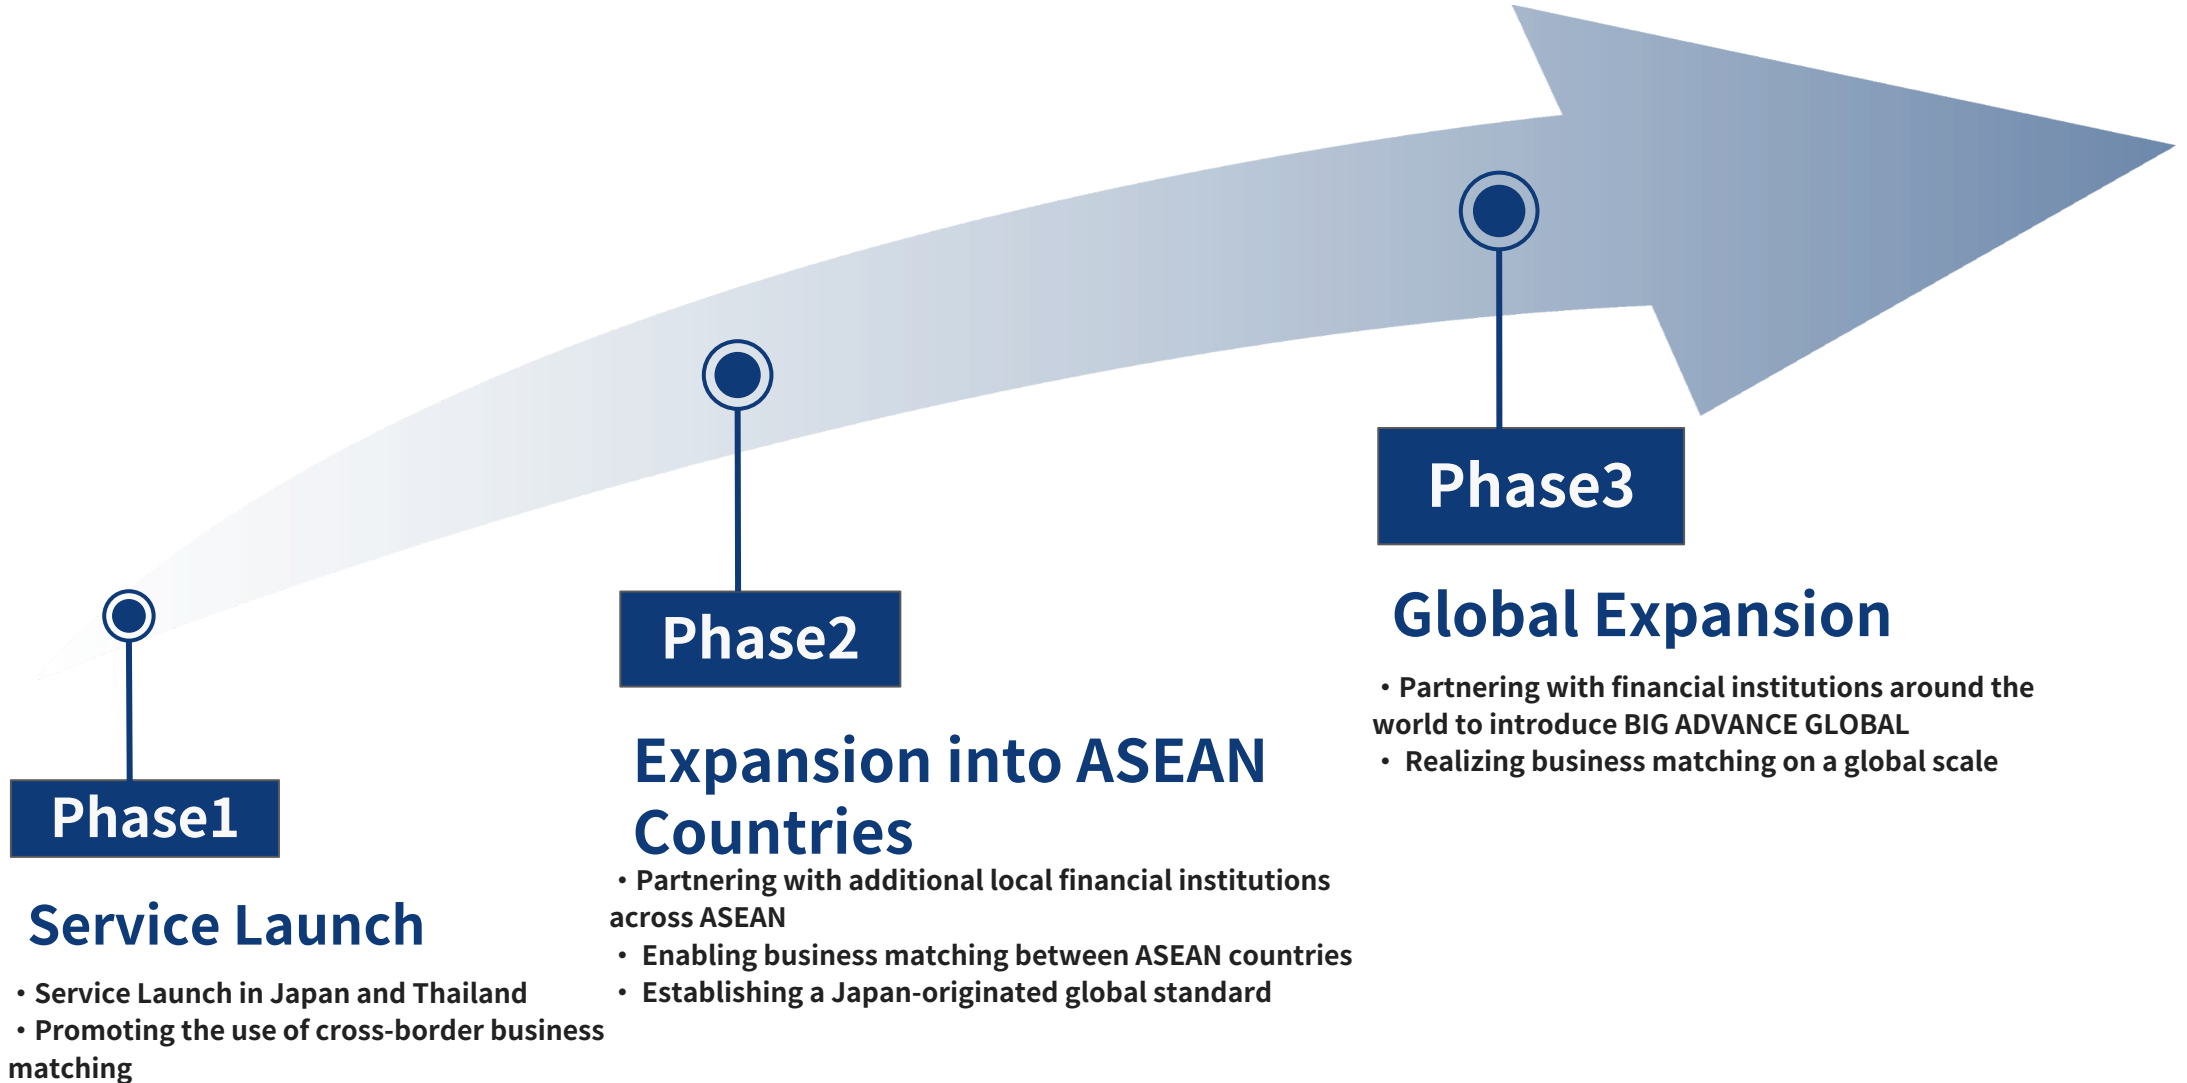 Phase1
Service Launch
・Service Launch in Japan and Thailand
・Promoting the use of cross-border business
matching
Phase2
Expansion into ASEAN
Countries
・Partnering with additional local financial institutions
across ASEAN
・ Enabling business matching between ASEAN countries
・ Establishing a Japan-originated global standard
Phase3
Global Expansion
・Partnering with financial institutions around the
world to introduce BIG ADVANCE GLOBAL
・ Realizing business matching on a global scale